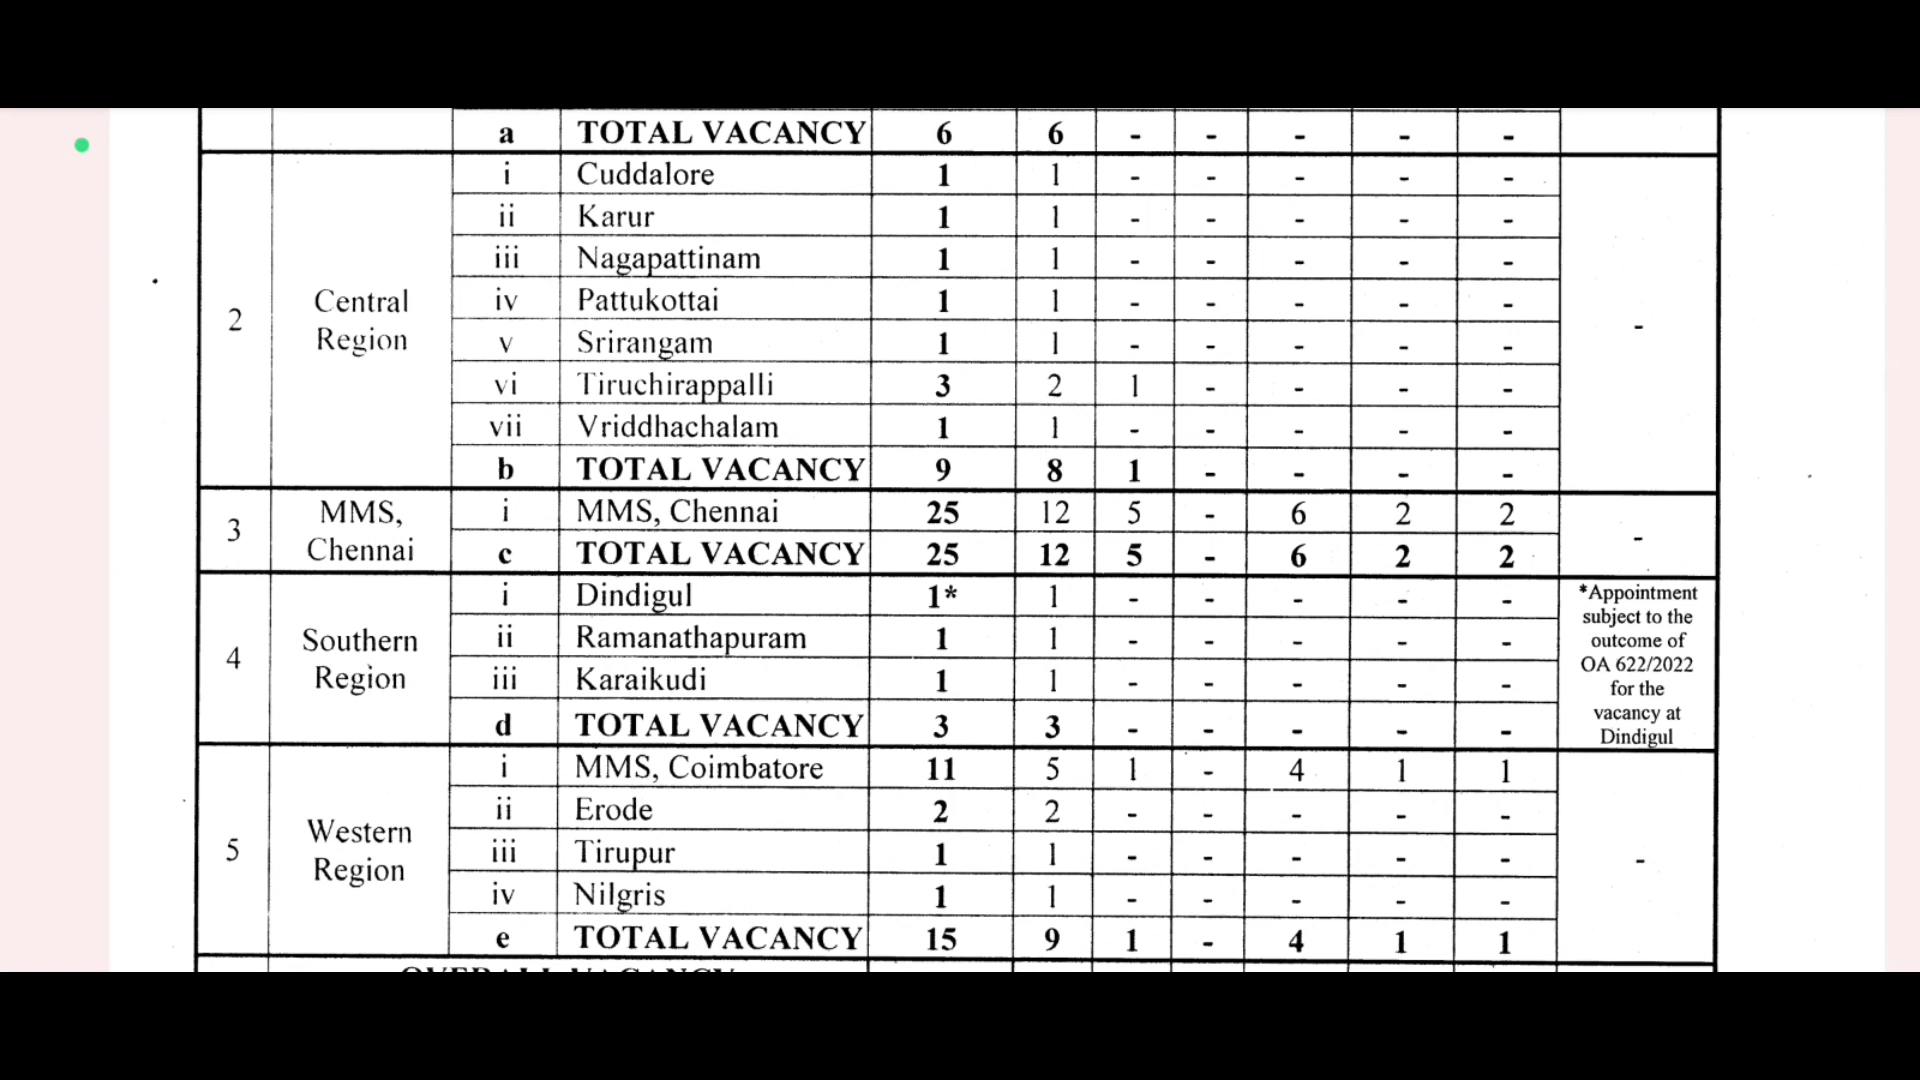 a TOTAL VACANCY 6 6 - - - - -
2 Central Region i Cuddalore 1 1 - - - - - -
ii Karur 1 1 - - - - -
iii Nagapattinam 1 1 - - - - -
iv Pattukottai 1 1 - - - - -
v Srirangam 1 1 - - - - -
vi Tiruchirappalli 3 2 1 - - - -
vii Vriddhachalam 1 1 - - - - -
b TOTAL VACANCY 9 8 1 - - - -
3 MMS, Chennai i MMS, Chennai 25 12 5 - 6 2 2 -
c TOTAL VACANCY 25 12 5 - 6 2 2
4 Southern Region i Dindigul 1* 1 - - - - -
ii Ramanathapuram 1 1 - - - - -
iii Karaikudi 1 1 - - - - -
d TOTAL VACANCY 3 3 - - - - -
*Appointment
subject to the
outcome of
OA 622/2022
for the
vacancy at
Dindigul
5 Western Region i MMS, Coimbatore 11 5 1 - 4 1 1 -
ii Erode 2 2 - - - - -
iii Tirupur 1 1 - - - - -
iv Nilgris 1 1 - - - - -
e TOTAL VACANCY 15 9 1 - 4 1 1
OVERALL VACANCY